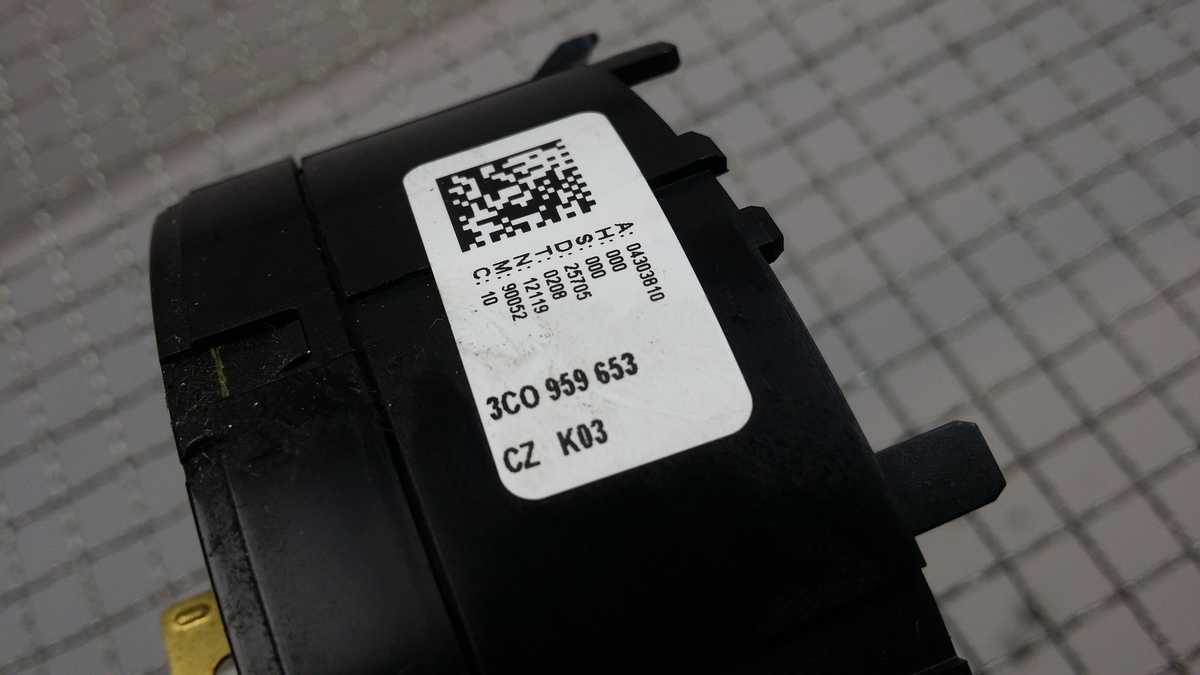 A: 04303810
H: 000
S: 000
D: 25705
T: 0208
N: 12119
M: 90052
C: 10
3C0 959 653
CZ K03